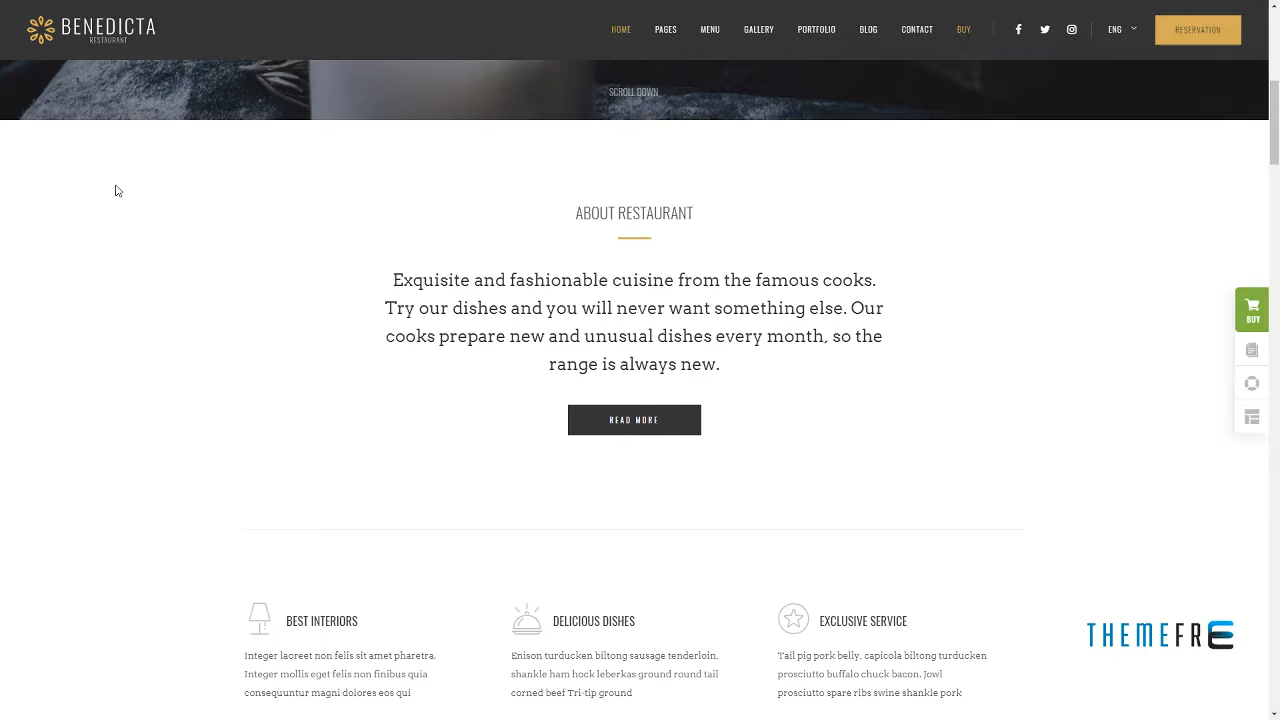 BENEDICTA
RESTAURANT
HOME PAGES MENU GALLERY PORTFOLIO BLOG CONTACT BUY ENG RESERVATION
SCROLL DOWN
ABOUT RESTAURANT
Exquisite and fashionable cuisine from the famous cooks.
Try our dishes and you will never want something else. Our
cooks prepare new and unusual dishes every month, so the
range is always new.
BUY
READ MORE
BEST INTERIORS
Integer laoreet non felis sit amet pharetra.
Integer mollis eget felis non finibus quia
consequuntur magni dolores eos qui
DELICIOUS DISHES
Enison turducken biltong sausage tenderloin,
shankle ham hock leberkas ground round tail
corned beef Tri-tip ground
EXCLUSIVE SERVICE
Tail pig pork belly, capicola biltong turducken
prosciutto buffalo chuck bacon. Jowl
prosciutto spare ribs swine shankle pork
THEMEFRE